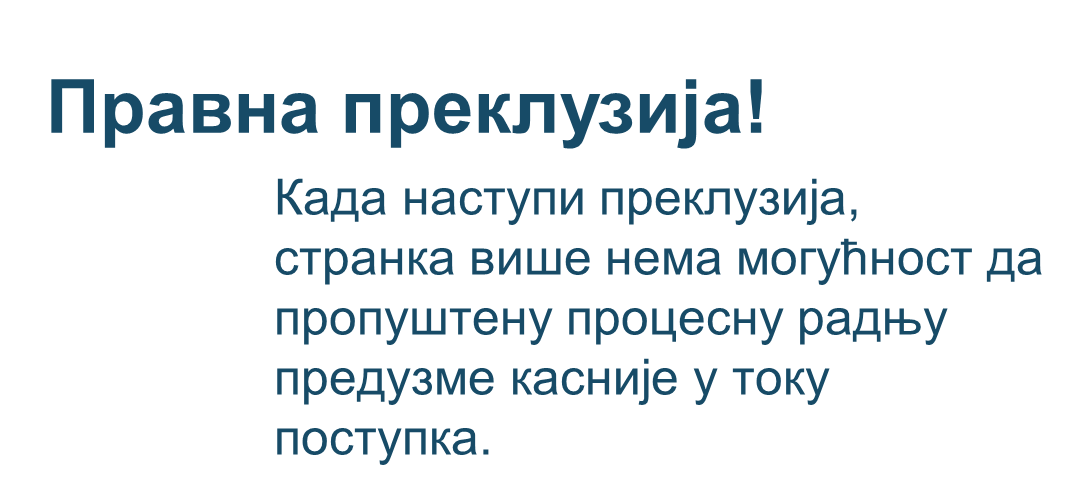 Правна преклузија!
Када наступи преклузија,
странка више нема могућност да
пропуштену процесну радњу
предузме касније у току
поступка.